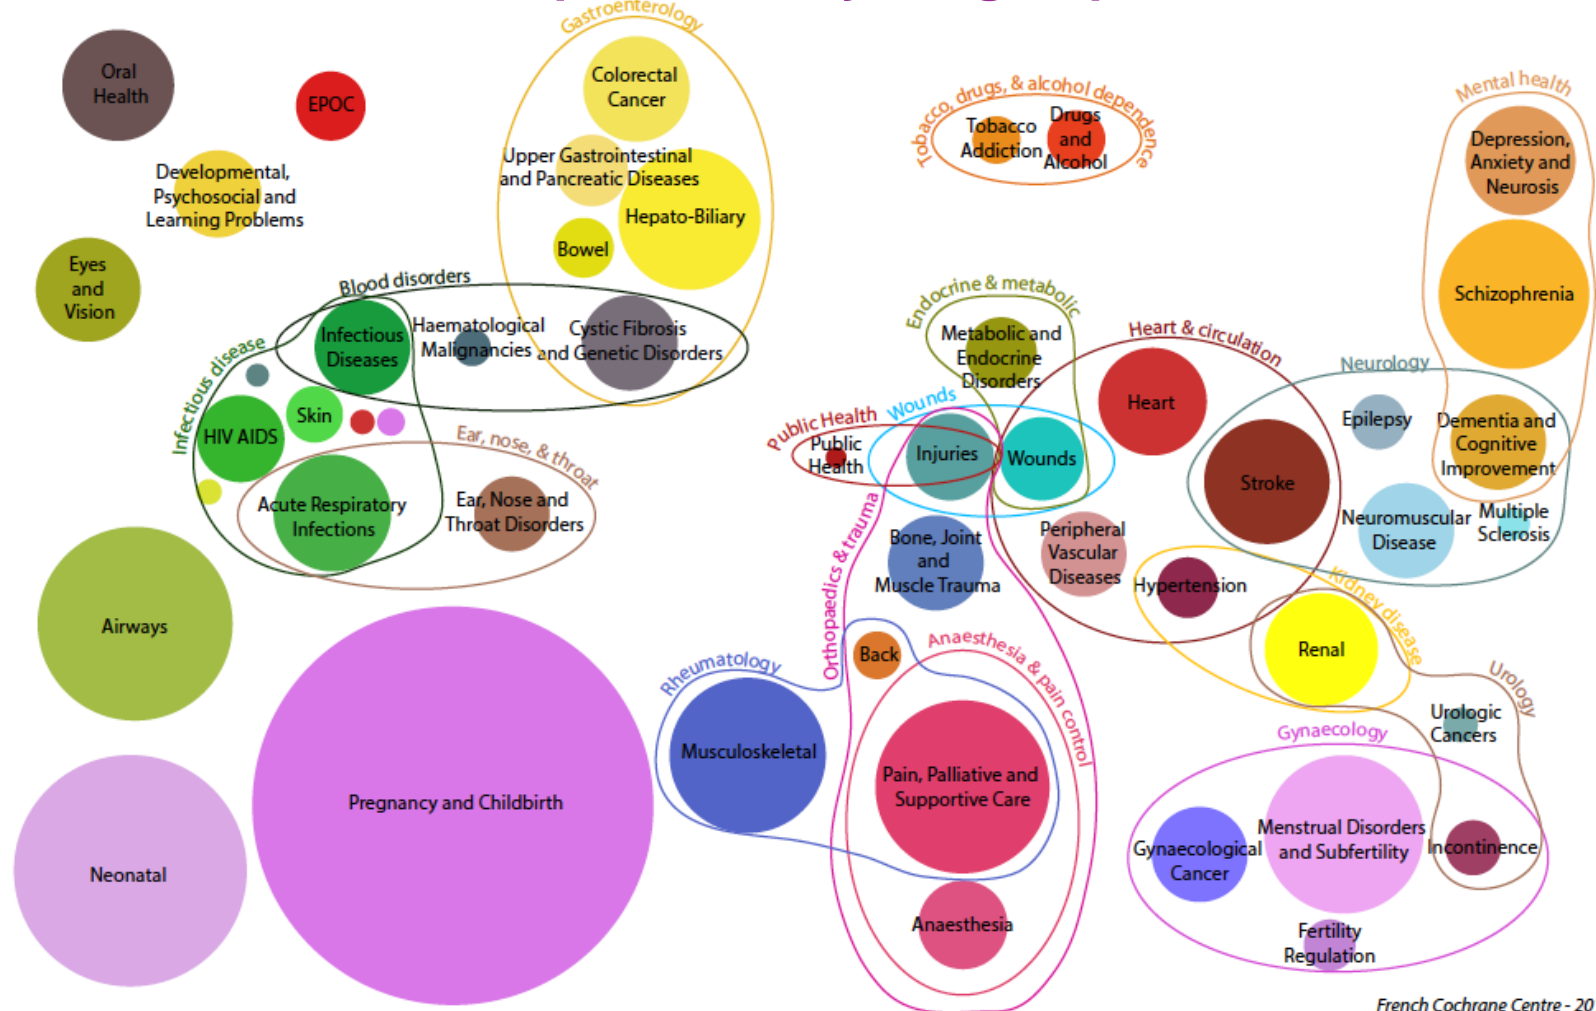 Gastroenterology
Oral
Health
EPOC
Colorectal
Cancer
Tobacco, drugs, & alcohol dependence
Tobacco
Addiction
Drugs
and
Alcohol
Mental health
Depression,
Anxiety and
Neurosis
Developmental,
Psychosocial and
Learning Problems
Upper Gastrointestinal
and Pancreatic Diseases
Hepato-Biliary
Bowel
Eyes
and
Vision
Schizophrenia
Blood disorders
Infectious
Diseases
Haematological
Malignancies
Cystic Fibrosis
and Genetic Disorders
Endocrine & metabolic
Metabolic and
Endocrine
Disorders
Heart & circulation
Heart
Neurology
Epilepsy
Dementia and
Cognitive
Improvement
Infectious disease
Skin
HIV AIDS
Ear, nose, & throat
Acute Respiratory
Infections
Ear, Nose and
Throat Disorders
Public Health
Public
Health
Wounds
Injuries
Wounds
Stroke
Neuromuscular
Disease
Multiple
Sclerosis
Orthopaedics & trauma
Bone, Joint
and
Muscle Trauma
Peripheral
Vascular
Diseases
Hypertension
Kidney disease
Renal
Airways
Back
Rheumatology
Anaesthesia & pain control
Urology
Urologic
Cancers
Musculoskeletal
Pain, Palliative and
Supportive Care
Gynaecology
Pregnancy and Childbirth
Menstrual Disorders
and Subfertility
Gynaecological
Cancer
Incontinence
Neonatal
Anaesthesia
Fertility
Regulation
French Cochrane Centre - 20